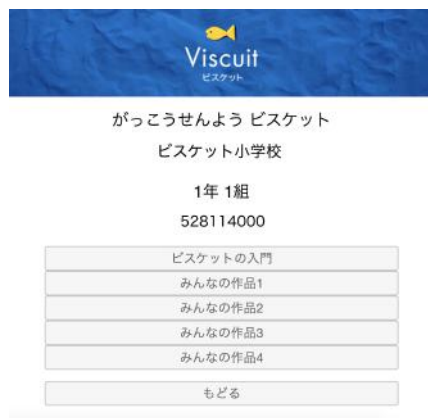 Viscuit
ビスケット
がっこうせんよう ビスケット
ビスケット小学校
1年 1組
528114000
ビスケットの入門
みんなの作品1
みんなの作品2
みんなの作品3
みんなの作品4
もどる